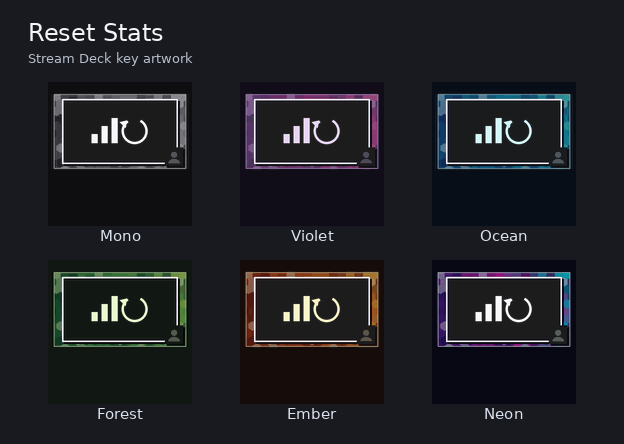 Reset Stats
Stream Deck key artwork
Mono
Violet
Ocean
Forest
Ember
Neon